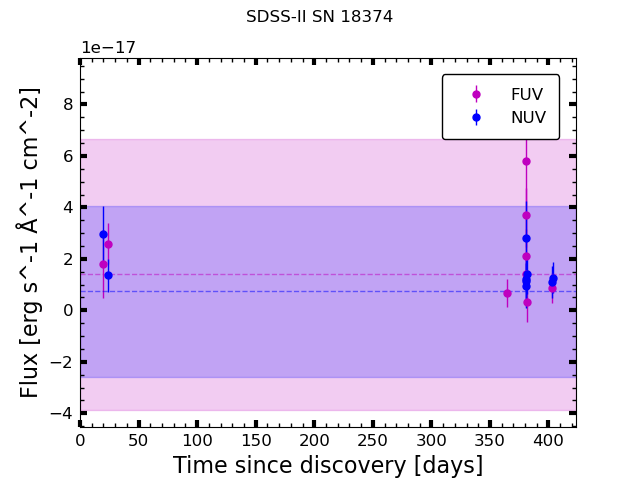 SDSS-II SN 18374
1e−17
FUV
NUV
8
6
4
2
0
−2
−4
Flux [erg s^-1 Å^-1 cm^-2]
0 50 100 150 200 250 300 350 400
Time since discovery [days]